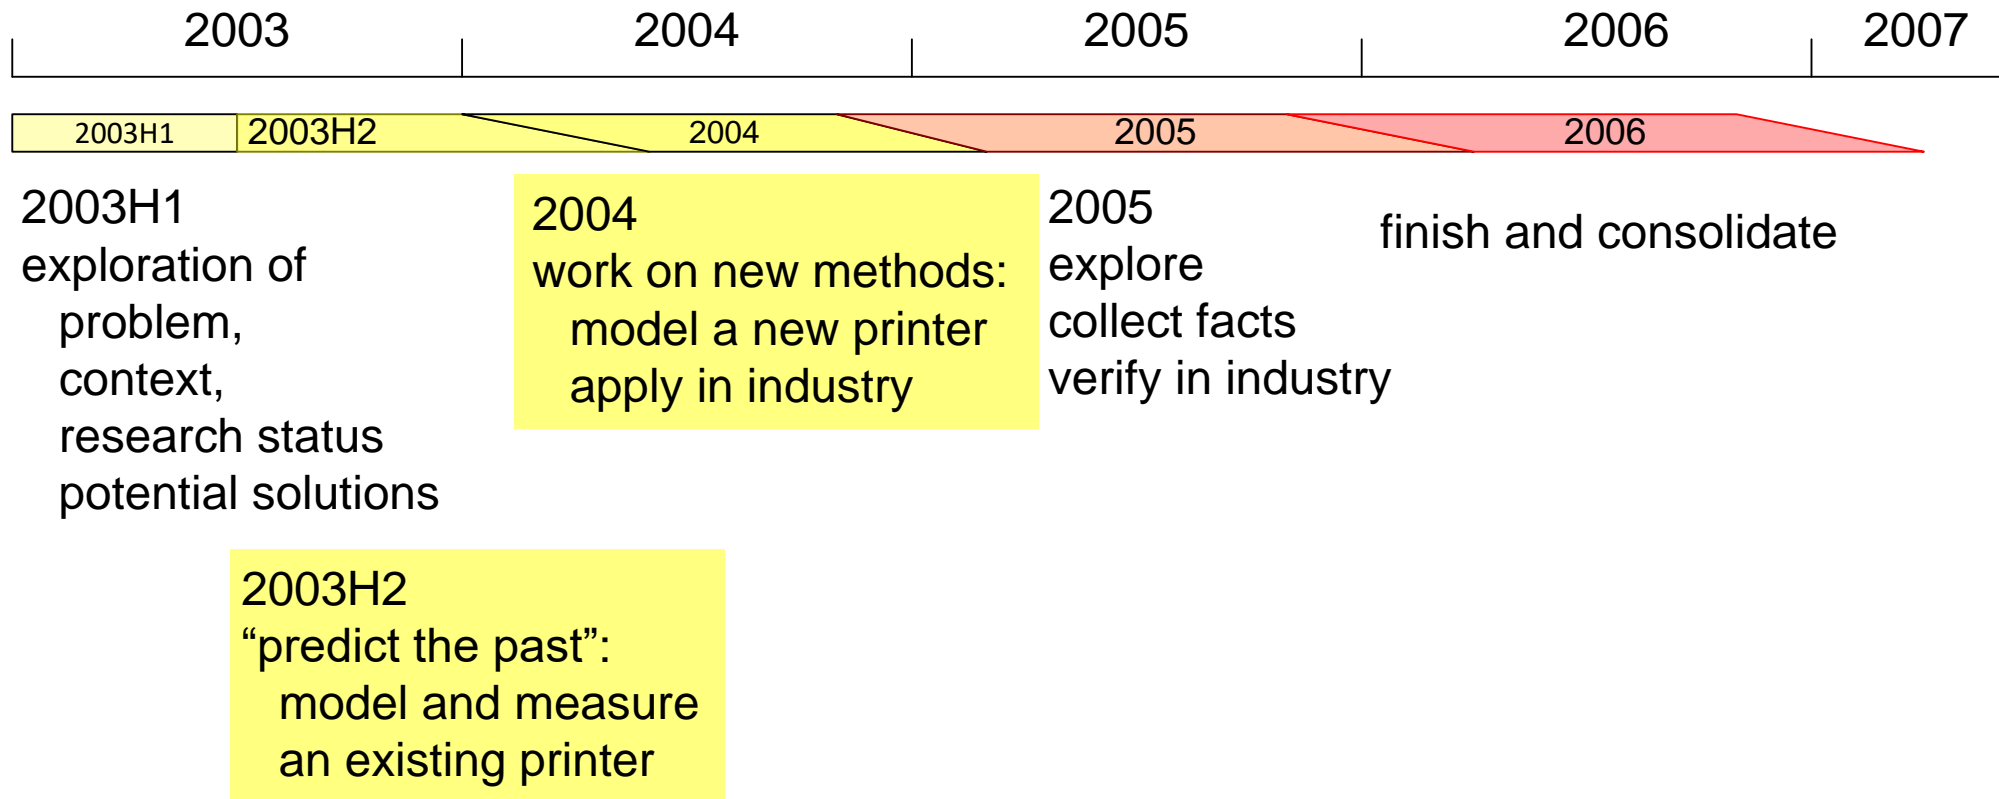 2003 2004 2005 2006 2007
2003H1 2003H2 2004 2005 2006
2003H1
exploration of
problem,
context,
research status
potential solutions
2003H2
“predict the past”:
model and measure
an existing printer
2004
work on new methods:
model a new printer
apply in industry
2005
explore
collect facts
verify in industry
finish and consolidate